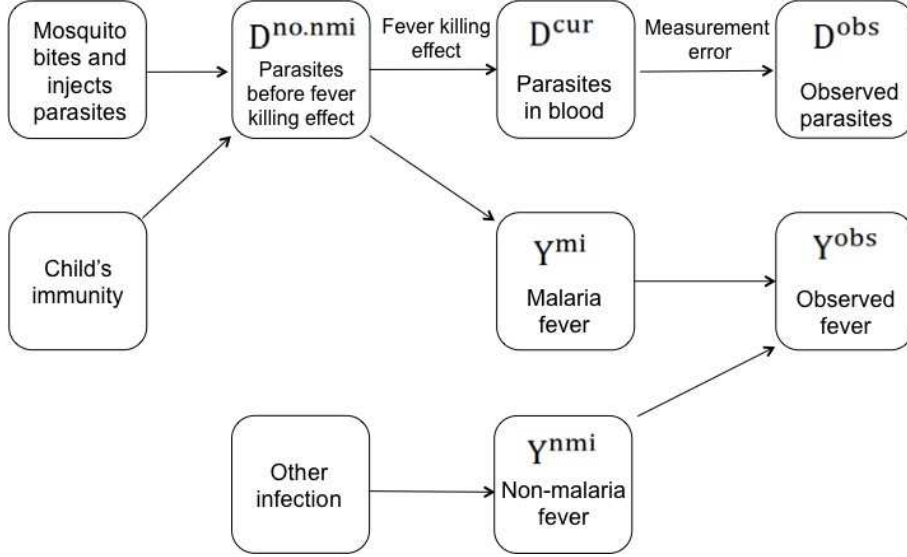 Mosquito
bites and
injects
parasites
D^no.nmi
Parasites
before fever
killing effect
Fever killing
effect
D^cur
Parasites
in blood
Measurement
error
D^obs
Observed
parasites
Child's
immunity
Y^mi
Malaria
fever
Y^obs
Observed
fever
Other
infection
Y^nmi
Non-malaria
fever